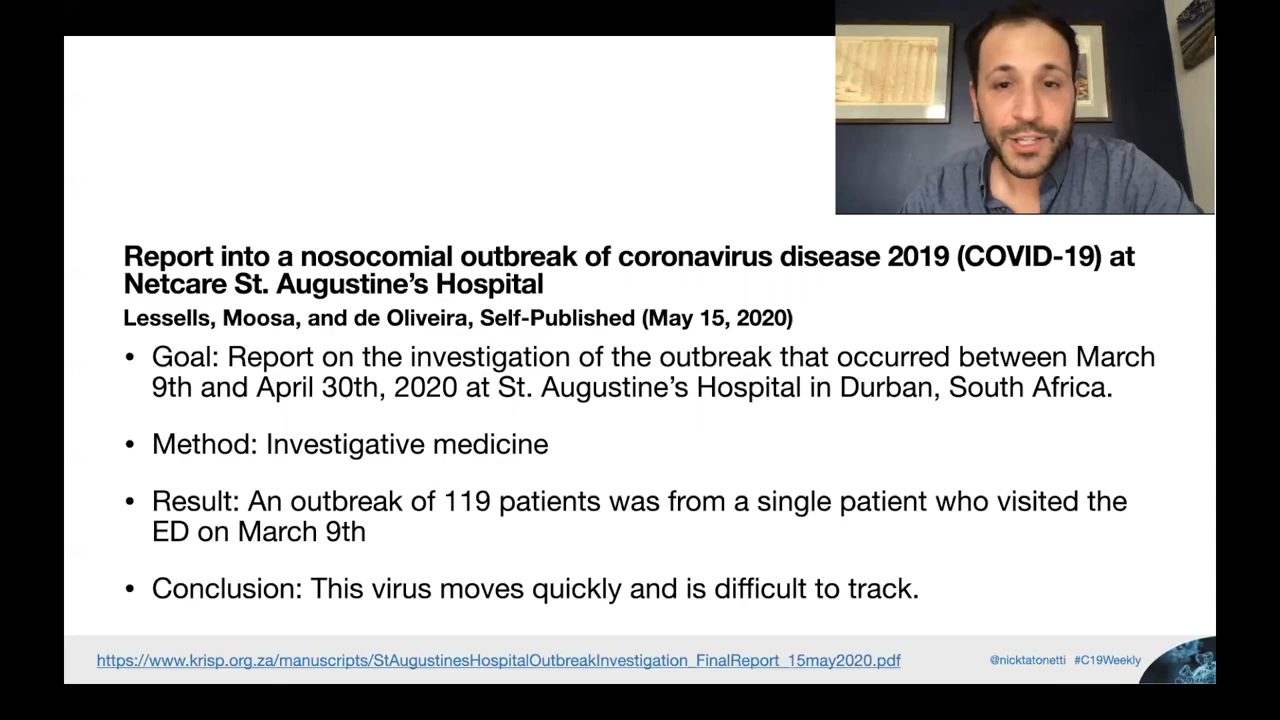 Report into a nosocomial outbreak of coronavirus disease 2019 (COVID-19) at
Netcare St. Augustine’s Hospital
Lessells, Moosa, and de Oliveira, Self-Published (May 15, 2020)
• Goal: Report on the investigation of the outbreak that occurred between March
9th and April 30th, 2020 at St. Augustine’s Hospital in Durban, South Africa.
• Method: Investigative medicine
• Result: An outbreak of 119 patients was from a single patient who visited the
ED on March 9th
• Conclusion: This virus moves quickly and is difficult to track.
https://www.krisp.org.za/manuscripts/StAugustinesHospitalOutbreakInvestigation_FinalReport_15may2020.pdf
@nicktatonetti #C19Weekly